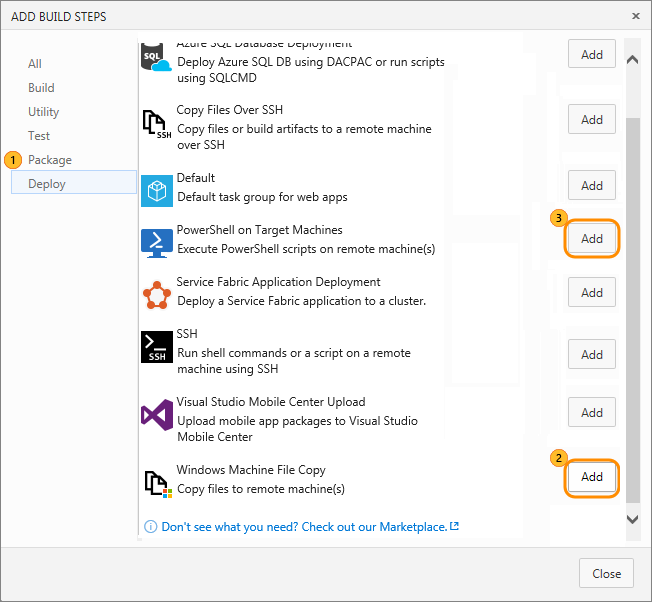 ADD BUILD STEPS
×
All
Build
Utility
Test
1
Package
Deploy
SQL
Azure SQL Database Deployment
Deploy Azure SQL DB using DACPAC or run scripts
using SQLCMD
Add
SSH
Copy Files Over SSH
Copy files or build artifacts to a remote machine
over SSH
Add
Default
Default task group for web apps
Add
PowerShell on Target Machines
Execute PowerShell scripts on remote machine(s)
3
Add
Service Fabric Application Deployment
Deploy a Service Fabric application to a cluster.
Add
SSH
SSH
Run shell commands or a script on a remote
machine using SSH
Add
Visual Studio Mobile Center Upload
Upload mobile app packages to Visual Studio
Mobile Center
Add
Windows Machine File Copy
Copy files to remote machine(s)
2
Add
Don't see what you need? Check out our Marketplace.
Close